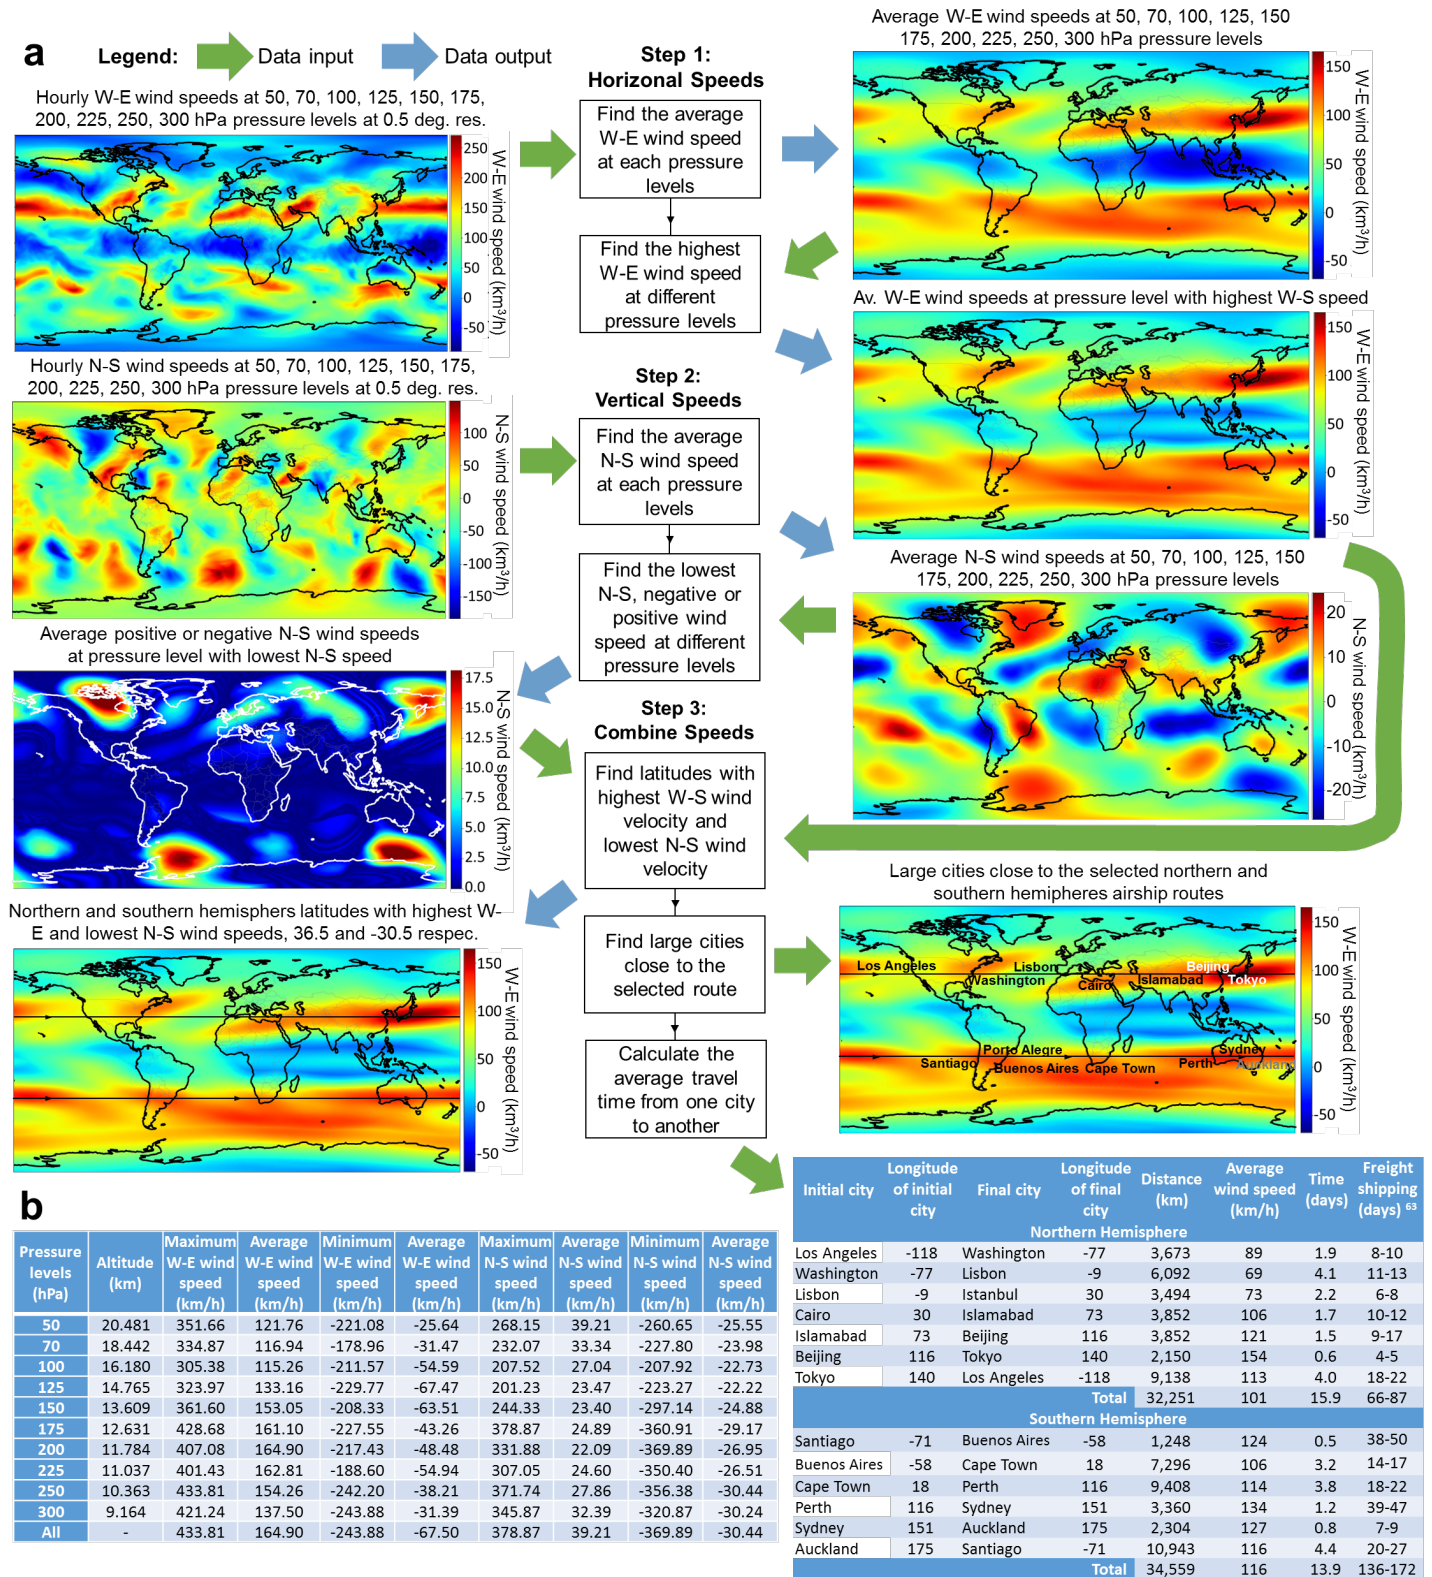 a
Legend:
Data input
Data output
Hourly W-E wind speeds at 50, 70, 100, 125, 150, 175,
200, 225, 250, 300 hPa pressure levels at 0.5 deg. res.
250
200
150
100
50
0
-50
W-E wind speed (km³/h)
Hourly N-S wind speeds at 50, 70, 100, 125, 150, 175,
200, 225, 250, 300 hPa pressure levels at 0.5 deg. res.
100
50
0
-50
-100
-150
N-S wind speed (km³/h)
Average positive or negative N-S wind speeds
at pressure level with lowest N-S speed
17.5
15.0
12.5
10.0
7.5
5.0
2.5
0.0
N-S wind speed (km³/h)
Northern and southern hemisphers latitudes with highest W-
E and lowest N-S wind speeds, 36.5 and -30.5 respec.
150
100
50
0
-50
W-E wind speed (km³/h)
Step 1:
Horizonal Speeds
Find the average
W-E wind speed
at each pressure
levels
Find the highest
W-E wind speed
at different
pressure levels
Step 2:
Vertical Speeds
Find the average
N-S wind speed
at each pressure
levels
Find the lowest
N-S, negative or
positive wind
speed at different
pressure levels
Step 3:
Combine Speeds
Find latitudes with
highest W-S wind
velocity and
lowest N-S wind
velocity
Find large cities
close to the
selected route
Calculate the
average travel
time from one city
to another
Average W-E wind speeds at 50, 70, 100, 125, 150
175, 200, 225, 250, 300 hPa pressure levels
150
100
50
0
-50
W-E wind speed (km³/h)
Av. W-E wind speeds at pressure level with highest W-S speed
150
100
50
0
-50
W-E wind speed (km³/h)
Average N-S wind speeds at 50, 70, 100, 125, 150
175, 200, 225, 250, 300 hPa pressure levels
20
10
0
-10
-20
N-S wind speed (km³/h)
Large cities close to the selected northern and
southern hemipheres airship routes
Los Angeles
Washington
Lisbon
Cairo
Islamabad
Beijing
Tokyo
Santiago
Porto Alegre
Buenos Aires
Cape Town
Perth
Sydney
Auckland
150
100
50
0
-50
W-E wind speed (km³/h)
b
Pressure levels (hPa) Altitude (km) Maximum W-E wind speed (km/h) Average W-E wind speed (km/h) Minimum W-E wind speed (km/h) Average W-E wind speed (km/h) Maximum N-S wind speed (km/h) Average N-S wind speed (km/h) Minimum N-S wind speed (km/h) Average N-S wind speed (km/h)
50 20.481 351.66 121.76 -221.08 -25.64 268.15 39.21 -260.65 -25.55
70 18.442 334.87 116.94 -178.96 -31.47 232.07 33.34 -227.80 -23.98
100 16.180 305.38 115.26 -211.57 -54.59 207.52 27.04 -207.92 -22.73
125 14.765 323.97 133.16 -229.77 -67.47 201.23 23.47 -223.27 -22.22
150 13.609 361.60 153.05 -208.33 -63.51 244.33 23.40 -297.14 -24.88
175 12.631 428.68 161.10 -227.55 -43.26 378.87 24.89 -360.91 -29.17
200 11.784 407.08 164.90 -217.43 -48.48 331.88 22.09 -369.89 -26.95
225 11.037 401.43 162.81 -188.60 -54.94 307.05 24.60 -350.40 -26.51
250 10.363 433.81 154.26 -242.20 -38.21 371.74 27.86 -356.38 -30.44
300 9.164 421.24 137.50 -243.88 -31.39 345.87 32.39 -320.87 -30.24
All - 433.81 164.90 -243.88 -67.50 378.87 39.21 -369.89 -30.44
Initial city Longitude of initial city Final city Longitude of final city Distance (km) Average wind speed (km/h) Time (days) Freight shipping (days) ⁶³
Northern Hemisphere
Los Angeles -118 Washington -77 3,673 89 1.9 8-10
Washington -77 Lisbon -9 6,092 69 4.1 11-13
Lisbon -9 Istanbul 30 3,494 73 2.2 6-8
Cairo 30 Islamabad 73 3,852 106 1.7 10-12
Islamabad 73 Beijing 116 3,852 121 1.5 9-17
Beijing 116 Tokyo 140 2,150 154 0.6 4-5
Tokyo 140 Los Angeles -118 9,138 113 4.0 18-22
Total 32,251 101 15.9 66-87
Southern Hemisphere
Santiago -71 Buenos Aires -58 1,248 124 0.5 38-50
Buenos Aires -58 Cape Town 18 7,296 106 3.2 14-17
Cape Town 18 Perth 116 9,408 114 3.8 18-22
Perth 116 Sydney 151 3,360 134 1.2 39-47
Sydney 151 Auckland 175 2,304 127 0.8 7-9
Auckland 175 Santiago -71 10,943 116 4.4 20-27
Total 34,559 116 13.9 136-172